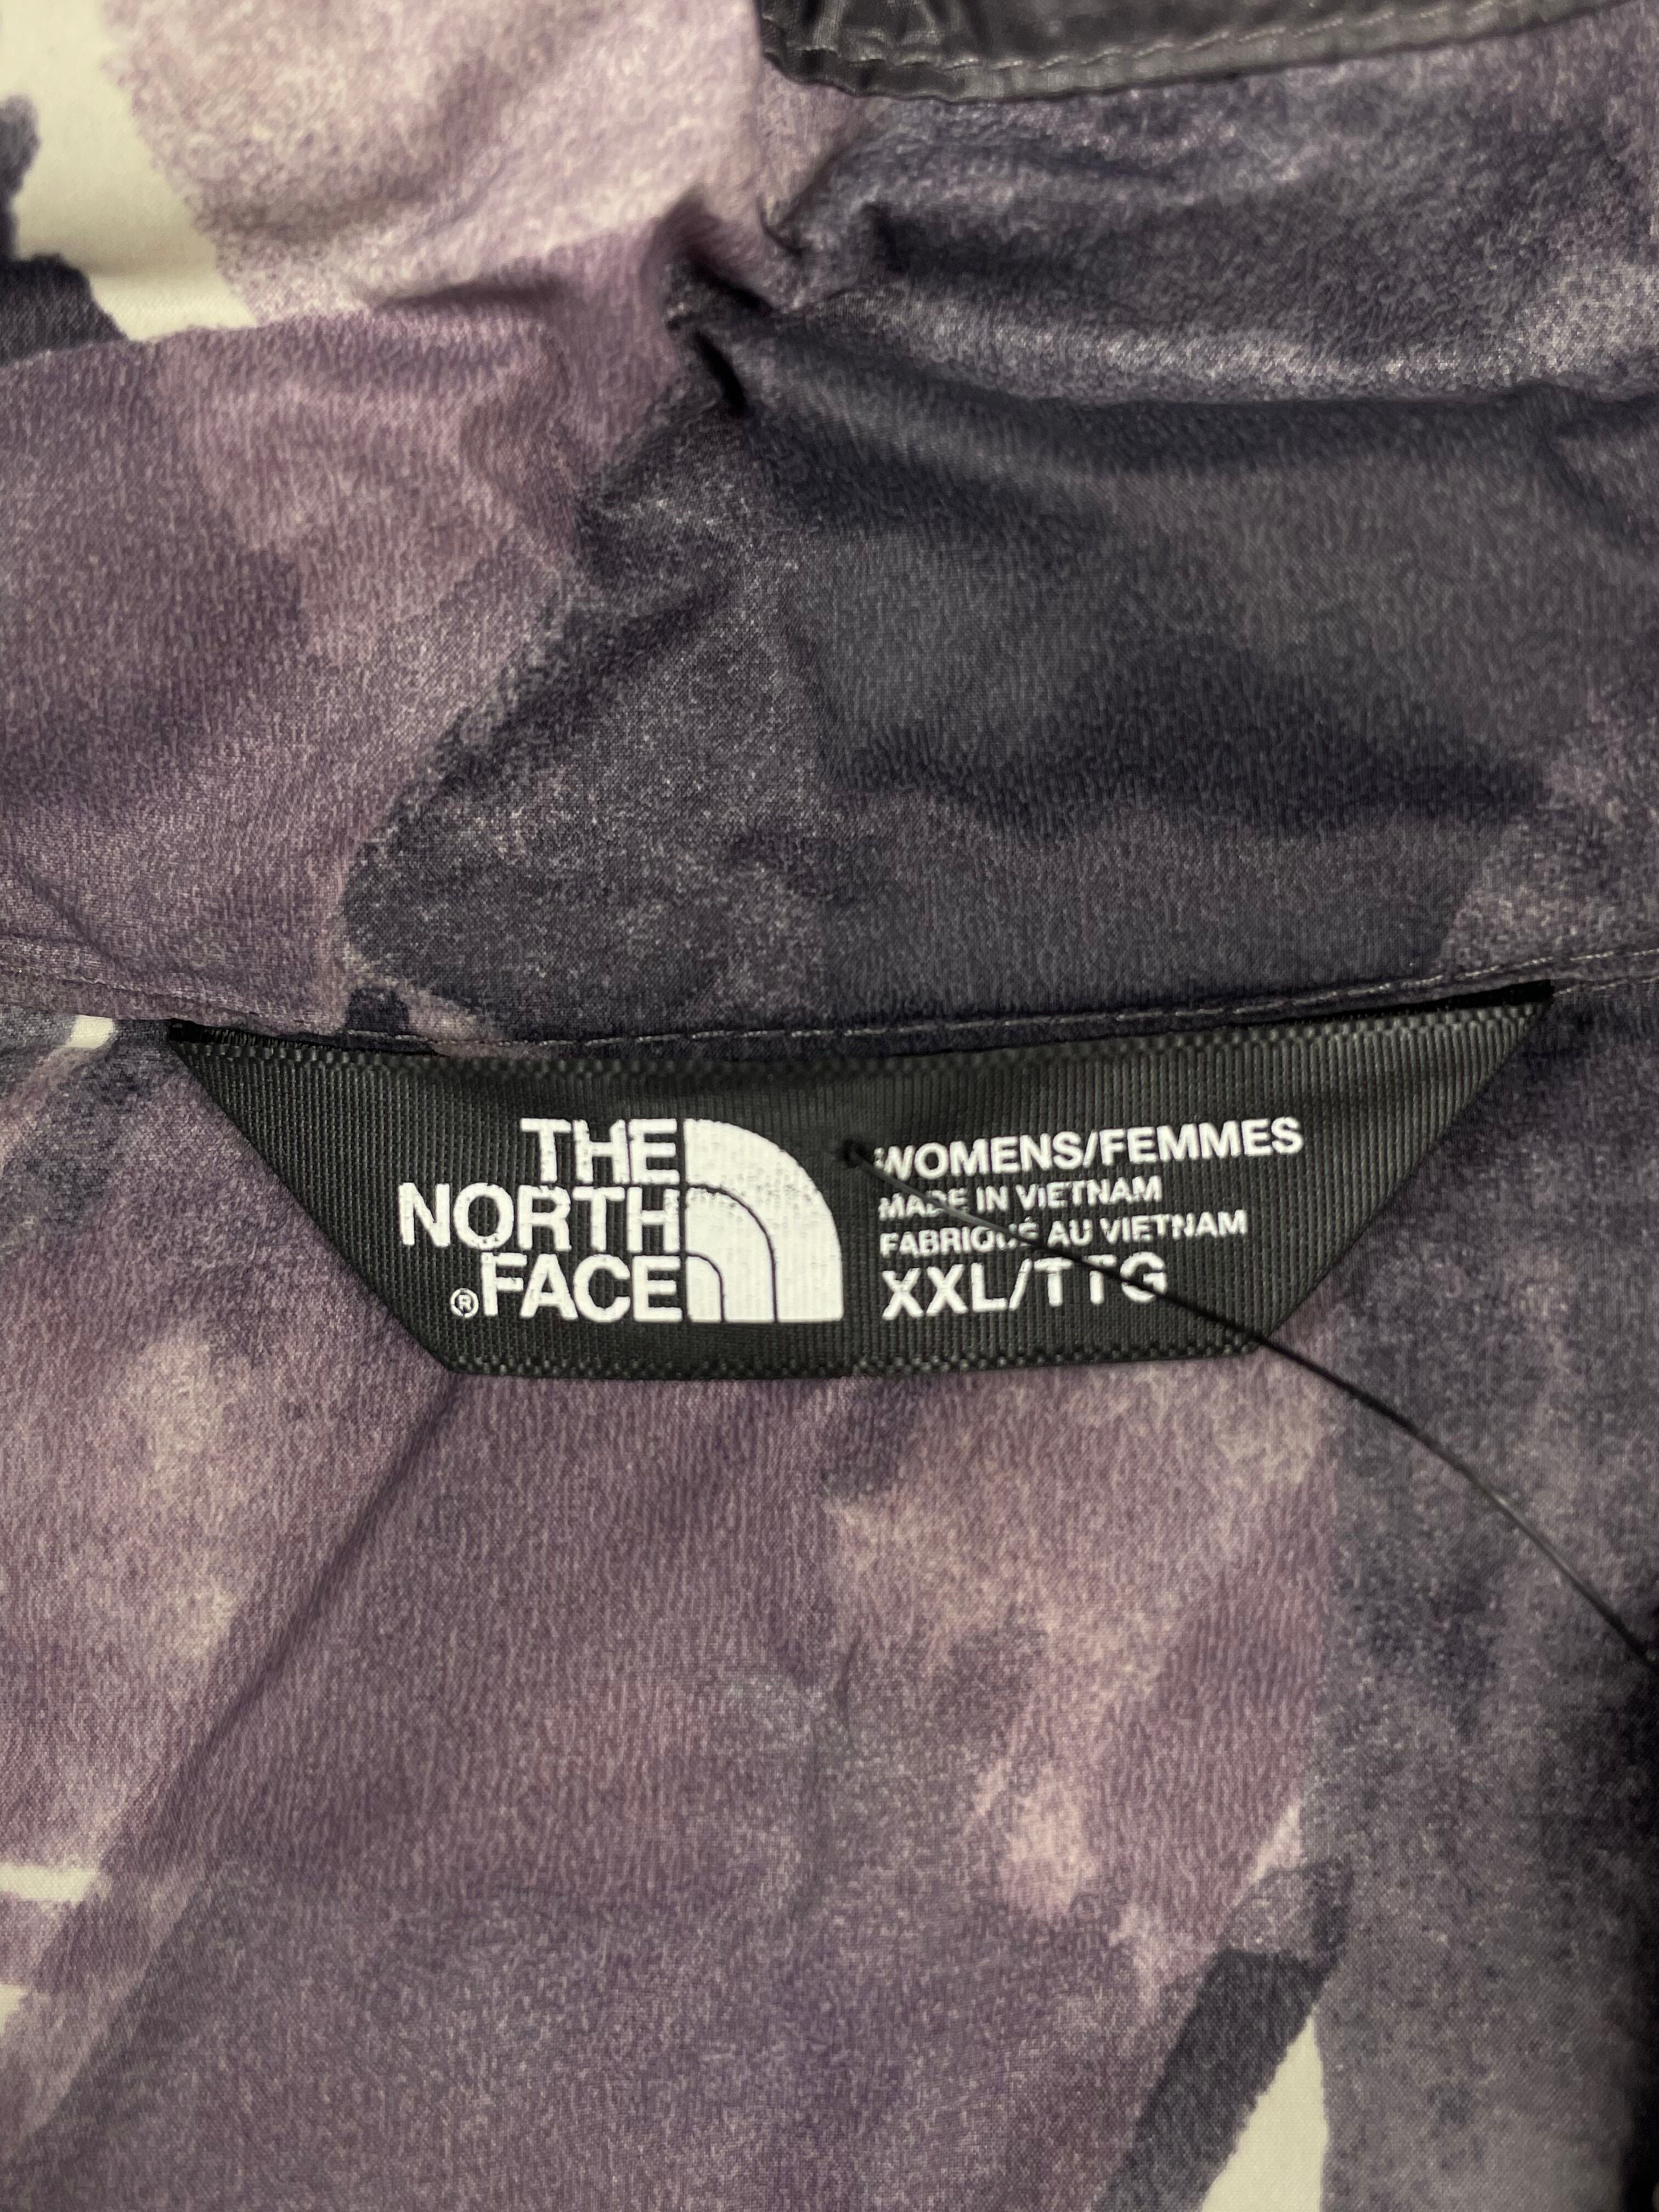 THE
NORTH
®FACE
WOMENS/FEMMES
MADE IN VIETNAM
FABRIQUÉ AU VIETNAM
XXL/TTG